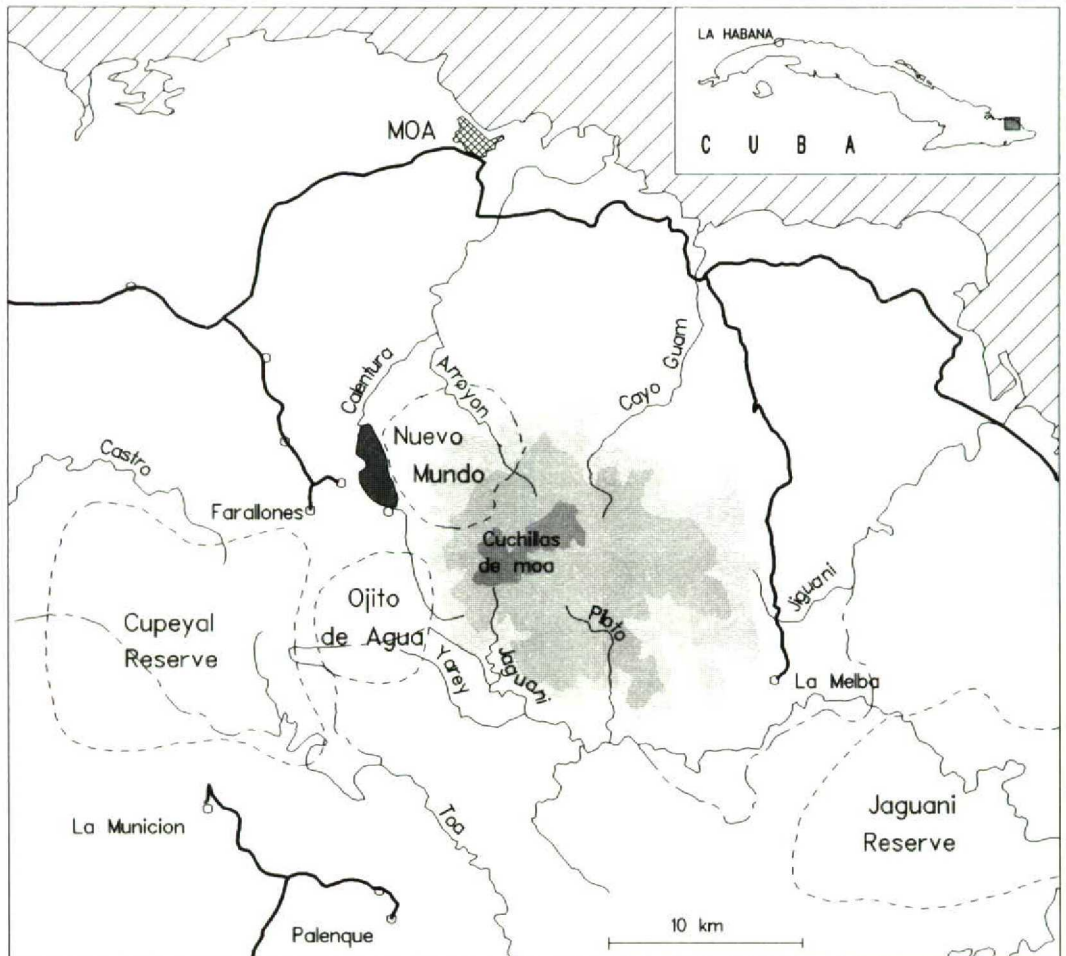 LA HABANA
C U B A
MOA
Calentura
Arroyon
Cayo Guam
Castro
Nuevo
Mundo
Farallones
Cuchillas
de moa
Jiguani
Ojito
de Agua
Piloto
Cupeyal
Reserve
Yarey
Jaguani
La Melba
Jaguani
Reserve
La Municion
Toa
Palenque
10 km